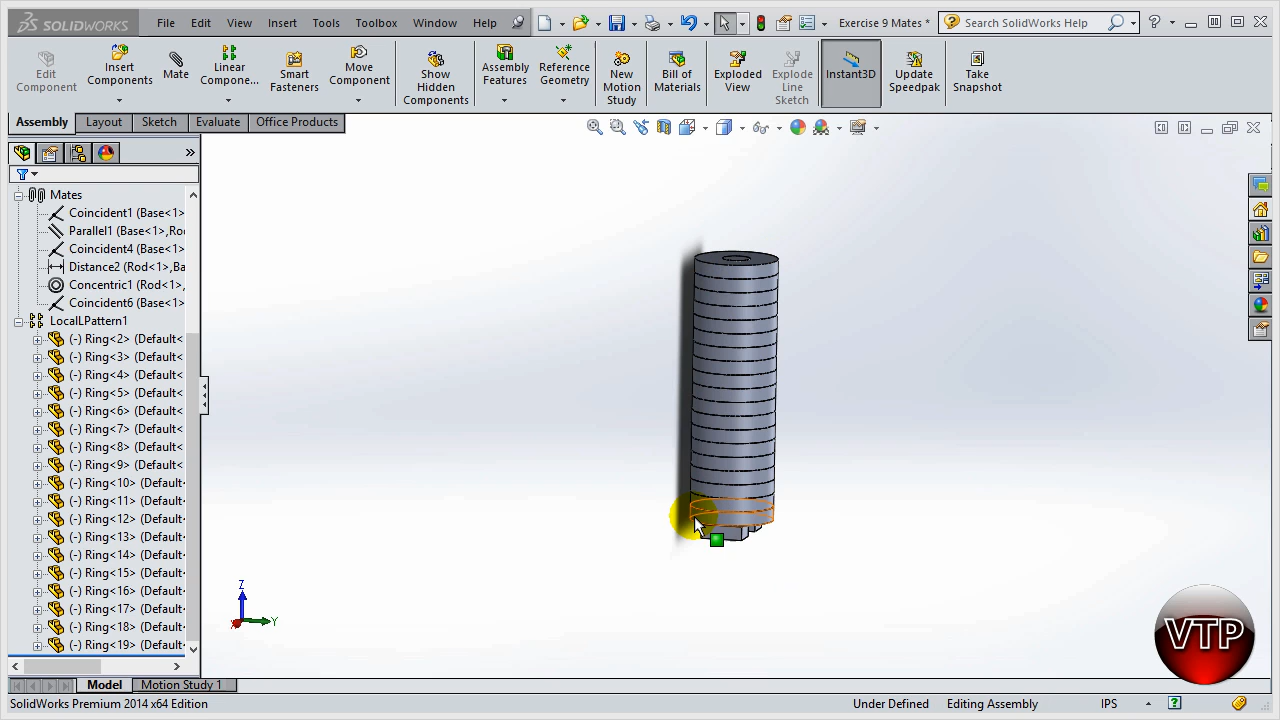 SOLIDWORKS File Edit View Insert Tools Toolbox Window Help Exercise 9 Mates * Search SolidWorks Help
Edit Component
Insert Components
Mate
Linear Compone...
Smart Fasteners
Move Component
Show Hidden Components
Assembly Features
Reference Geometry
New Motion Study
Bill of Materials
Exploded View
Explode Line Sketch
Instant3D
Update Speedpak
Take Snapshot
Assembly Layout Sketch Evaluate Office Products
Mates
Coincident1 (Base<1>
Parallel1 (Base<1>,Ro
Coincident4 (Base<1>
Distance2 (Rod<1>,Ba
Concentric1 (Rod<1>,
Coincident6 (Base<1>
LocalLPattern1
(-) Ring<2> (Default<
(-) Ring<3> (Default<
(-) Ring<4> (Default<
(-) Ring<5> (Default<
(-) Ring<6> (Default<
(-) Ring<7> (Default<
(-) Ring<8> (Default<
(-) Ring<9> (Default<
(-) Ring<10> (Default
(-) Ring<11> (Default
(-) Ring<12> (Default
(-) Ring<13> (Default
(-) Ring<14> (Default
(-) Ring<15> (Default
(-) Ring<16> (Default
(-) Ring<17> (Default
(-) Ring<18> (Default
(-) Ring<19> (Default
Z
Y
X
VTP
Model Motion Study 1
SolidWorks Premium 2014 x64 Edition Under Defined Editing Assembly IPS